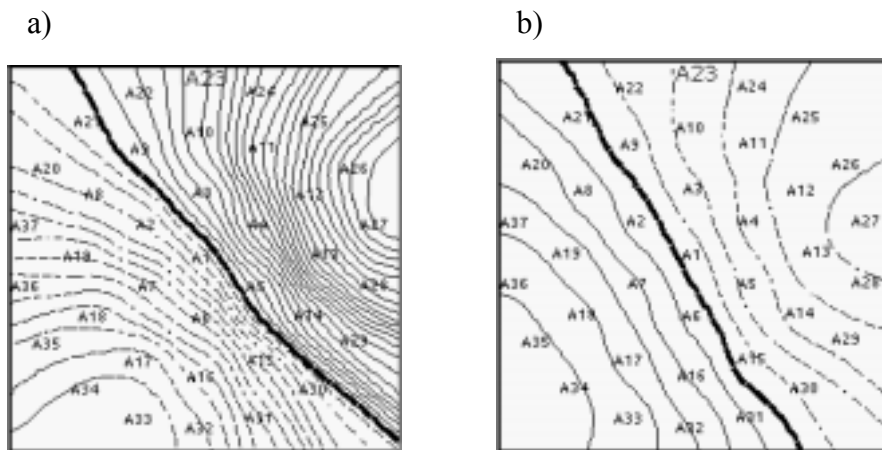 a)
A23
A22 A24
A21 A10 A25
A9 A11
A20 A26
A8 A3 A12
A37 A2 A4 A27
A1 A13
A36 A7 A5 A28
A18 A6 A14
A35 A29
A17 A15
A34 A16 A30
A33 A32 A31
b)
A23
A22 A24
A21 A10 A25
A9 A11
A20 A26
A8 A3 A12
A37 A2 A4 A27
A19 A1 A13
A36 A7 A5 A28
A6 A14
A35 A29
A17 A15
A34 A16 A30
A33 A32 A31